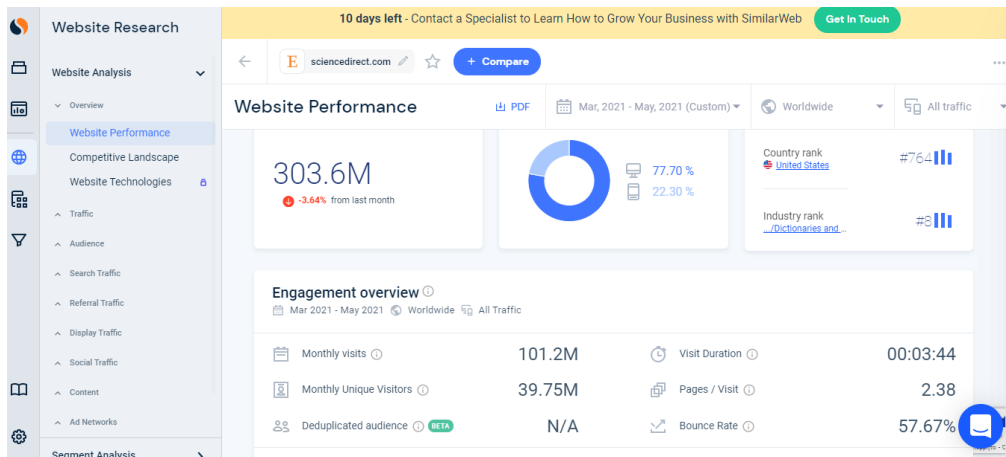 10 days left - Contact a Specialist to Learn How to Grow Your Business with SimilarWeb Get In Touch
Website Research
E sciencedirect.com + Compare
Website Analysis
Website Performance PDF Mar, 2021 - May, 2021 (Custom) Worldwide All traffic
Overview
Website Performance
Competitive Landscape
Website Technologies
Traffic
Audience
Search Traffic
Referral Traffic
Display Traffic
Social Traffic
Content
Ad Networks
Segment Analysis
303.6M
-3.64% from last month
77.70 %
22.30 %
Country rank
United States
#764
Industry rank
.../Dictionaries and ...
#8
Engagement overview
Mar 2021 - May 2021 Worldwide All Traffic
Monthly visits 101.2M Visit Duration 00:03:44
Monthly Unique Visitors 39.75M Pages / Visit 2.38
Deduplicated audience BETA N/A Bounce Rate 57.67%